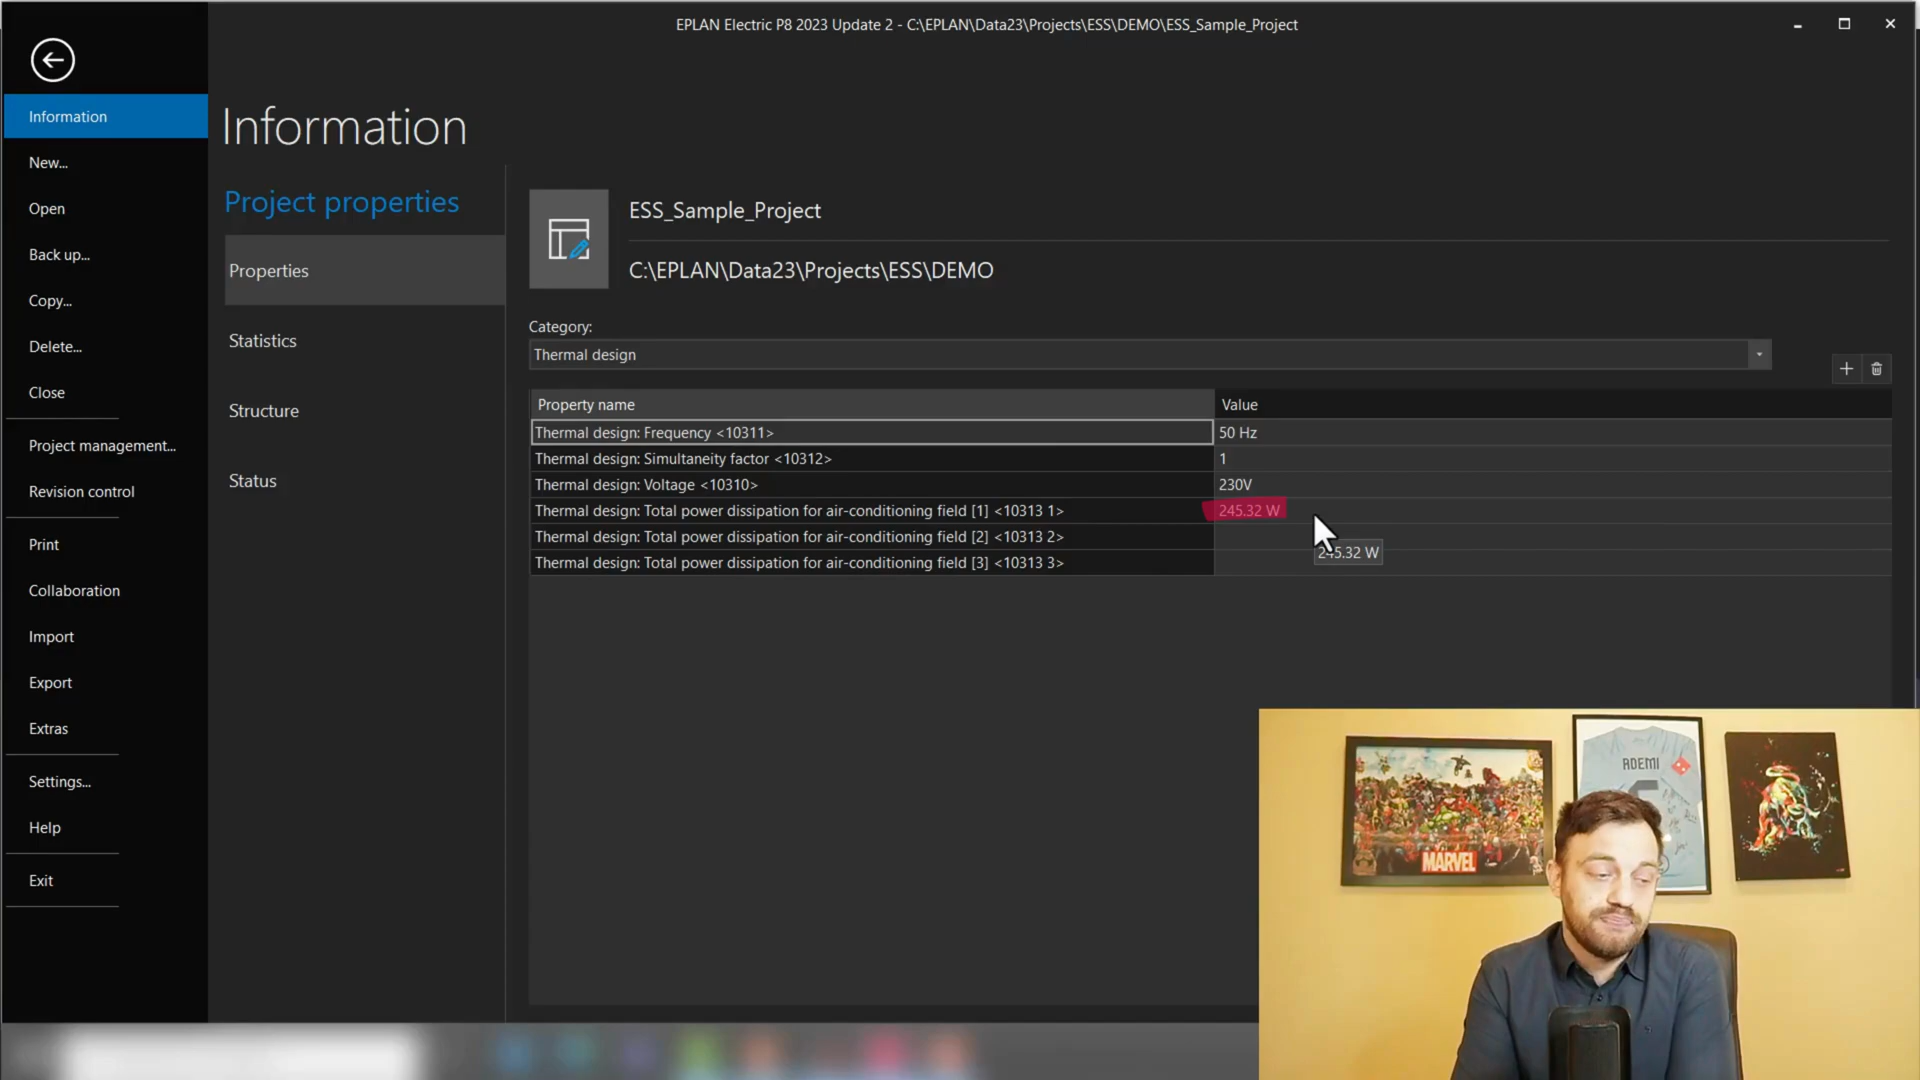 EPLAN Electric P8 2023 Update 2 - C:\EPLAN\Data23\Projects\ESS\DEMO\ESS_Sample_Project
Information
New...
Open
Back up...
Copy...
Delete...
Close
Project management...
Revision control
Print
Collaboration
Import
Export
Extras
Settings...
Help
Exit
Information
Project properties
Properties
Statistics
Structure
Status
ESS_Sample_Project
C:\EPLAN\Data23\Projects\ESS\DEMO
Category:
Thermal design
Property name Value
Thermal design: Frequency <10311> 50 Hz
Thermal design: Simultaneity factor <10312> 1
Thermal design: Voltage <10310> 230V
Thermal design: Total power dissipation for air-conditioning field [1] <10313 1> 245.32 W
Thermal design: Total power dissipation for air-conditioning field [2] <10313 2>
Thermal design: Total power dissipation for air-conditioning field [3] <10313 3>
245.32 W
MARVEL
ADEMI